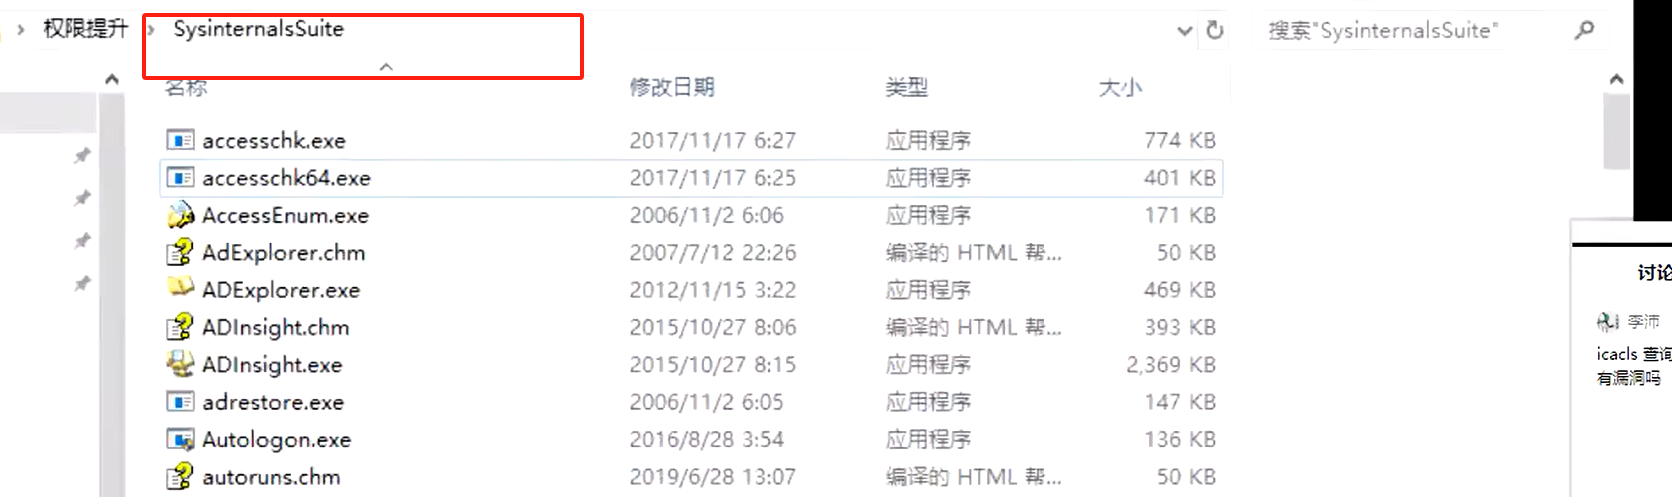 权限提升 > SysinternalsSuite
搜索"SysinternalsSuite"
名称 修改日期 类型 大小
accesschk.exe 2017/11/17 6:27 应用程序 774 KB
accesschk64.exe 2017/11/17 6:25 应用程序 401 KB
AccessEnum.exe 2006/11/2 6:06 应用程序 171 KB
AdExplorer.chm 2007/7/12 22:26 编译的 HTML 帮... 50 KB
ADExplorer.exe 2012/11/15 3:22 应用程序 469 KB
ADInsight.chm 2015/10/27 8:06 编译的 HTML 帮... 393 KB
ADInsight.exe 2015/10/27 8:15 应用程序 2,369 KB
adrestore.exe 2006/11/2 6:05 应用程序 147 KB
Autologon.exe 2016/8/28 3:54 应用程序 136 KB
autoruns.chm 2019/6/28 13:07 编译的 HTML 帮... 50 KB
讨论
李沛
icacls 查询
有漏洞吗